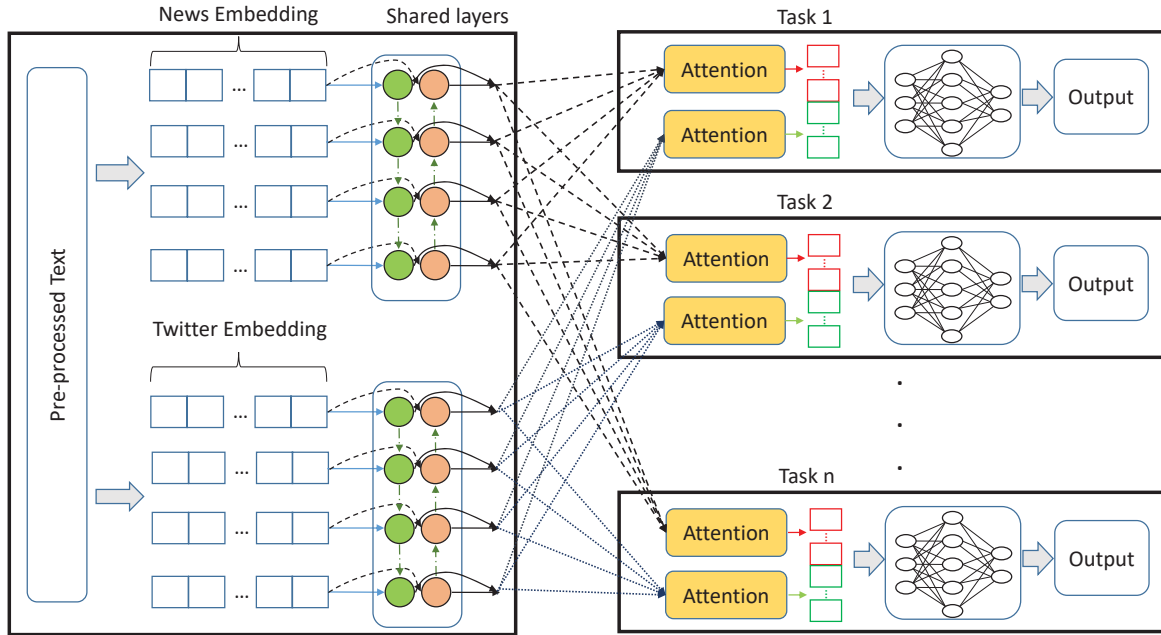 News Embedding
Shared layers
Pre-processed Text
...
...
...
...
Twitter Embedding
...
...
...
...
Task 1
Attention
Attention
Output
Task 2
Attention
Attention
Output
.
.
.
Task n
Attention
Attention
Output